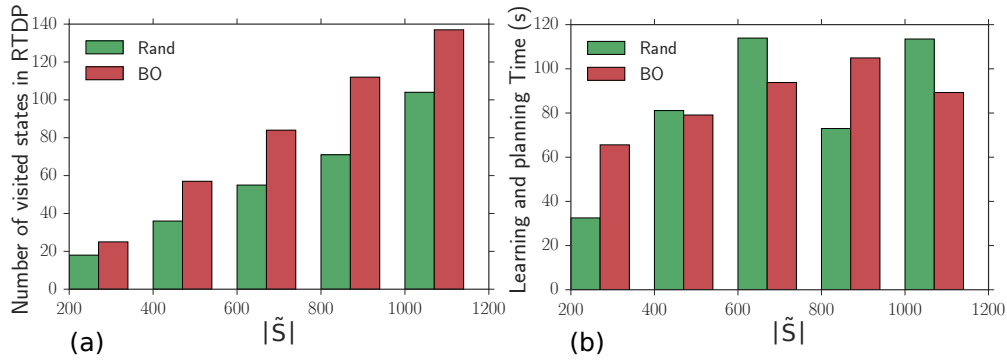 Number of visited states in RTDP
140
120
100
80
60
40
20
0
Rand
BO
200 400 600 800 1000 1200
|S̃|
(a)
Learning and planning Time (s)
120
100
80
60
40
20
0
Rand
BO
200 400 600 800 1000 1200
|S̃|
(b)